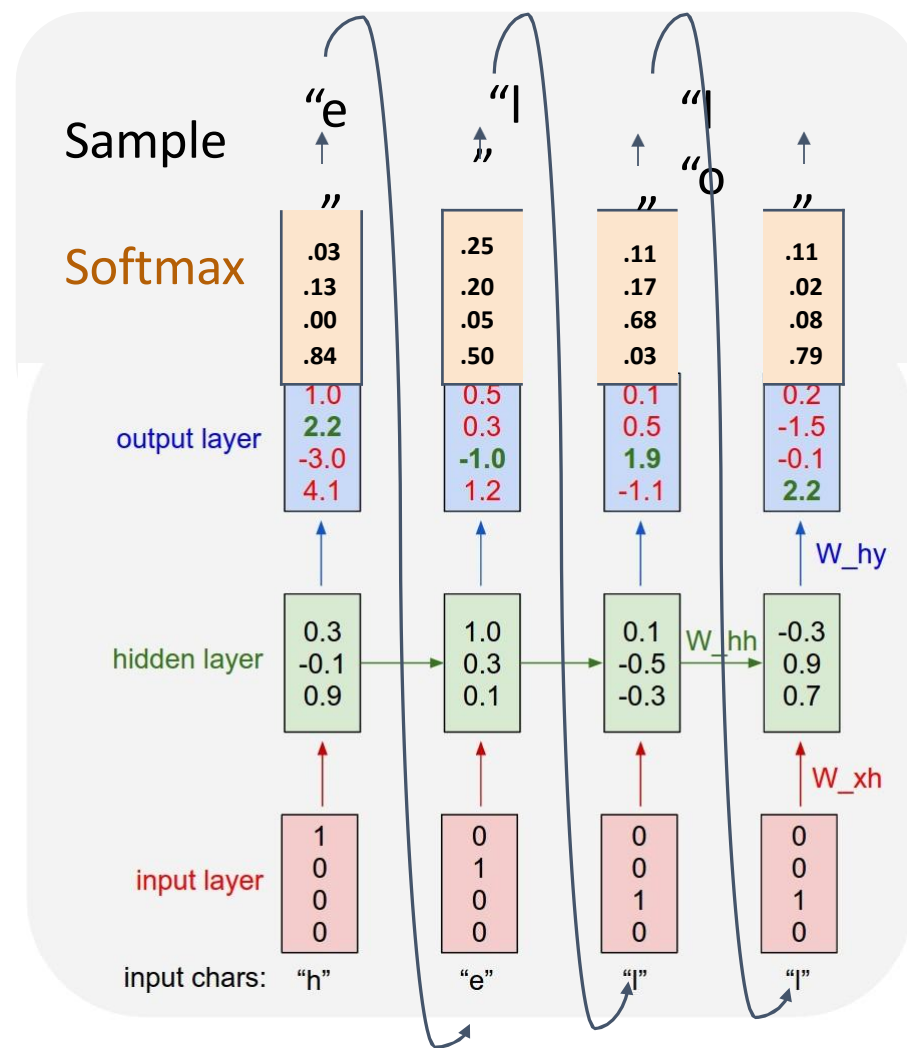 “e “l “l
Sample
” “o
” ” ”
Softmax
.03 .25 .11 .11
.13 .20 .17 .02
.00 .05 .68 .08
.84 .50 .03 .79
1.0 0.5 0.1 0.2
output layer 2.2 0.3 0.5 -1.5
-3.0 -1.0 1.9 -0.1
4.1 1.2 -1.1 2.2
W_hy
0.3 1.0 0.1 W_hh -0.3
hidden layer -0.1 0.3 -0.5 0.9
0.9 0.1 -0.3 0.7
W_xh
1 0 0 0
0 1 0 0
input layer 0 0 1 1
0 0 0 0
input chars: “h” “e” “l” “l”